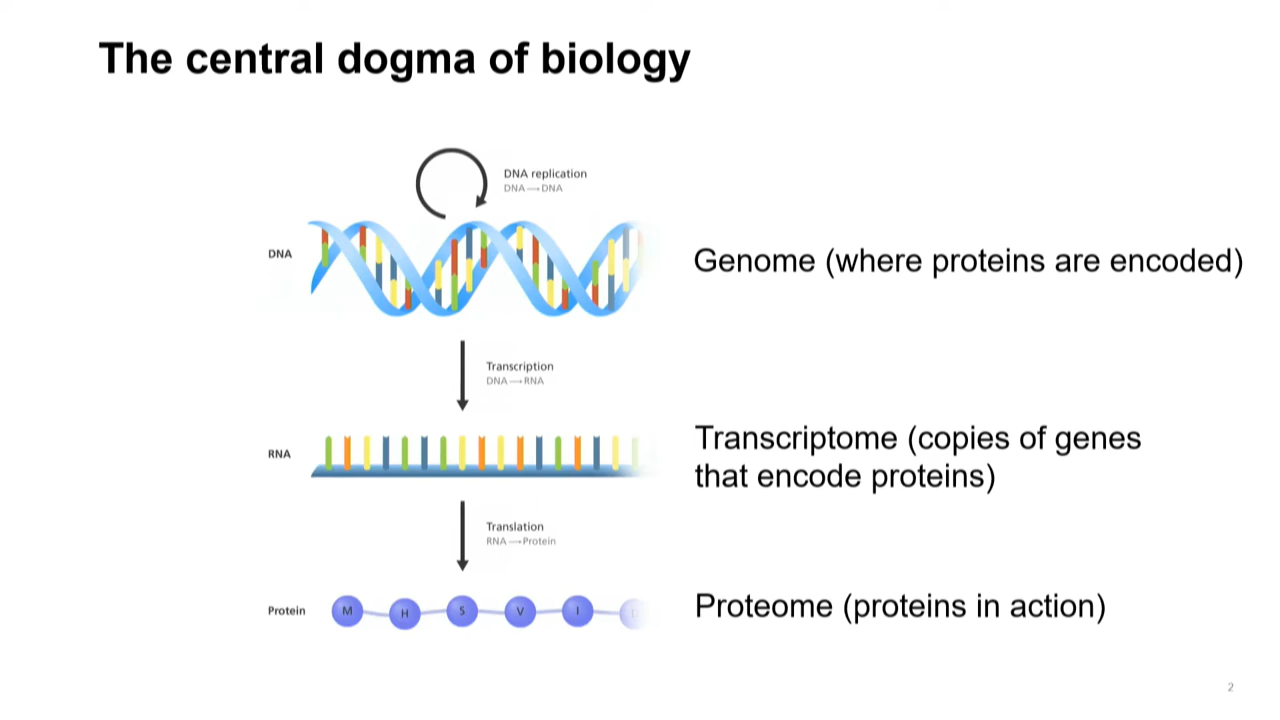 The central dogma of biology
DNA replication
DNA → DNA
DNA
Genome (where proteins are encoded)
Transcription
DNA → RNA
RNA
Transcriptome (copies of genes
that encode proteins)
Translation
RNA → Protein
Protein
M H S V I
Proteome (proteins in action)
2